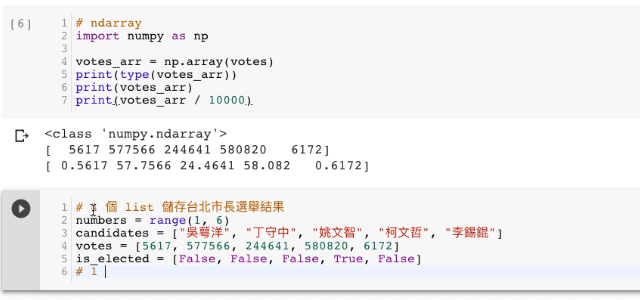 [6]
1 # ndarray
2 import numpy as np
3
4 votes_arr = np.array(votes)
5 print(type(votes_arr))
6 print(votes_arr)
7 print(votes_arr / 10000)
<class 'numpy.ndarray'>
[  5617 577566 244641 580820   6172]
[ 0.5617 57.7566 24.4641 58.082   0.6172]
1 # 個 list 儲存台北市長選舉結果
2 numbers = range(1, 6)
3 candidates = ["吳萼洋", "丁守中", "姚文智", "柯文哲", "李錫錕"]
4 votes = [5617, 577566, 244641, 580820, 6172]
5 is_elected = [False, False, False, True, False]
6 # 1